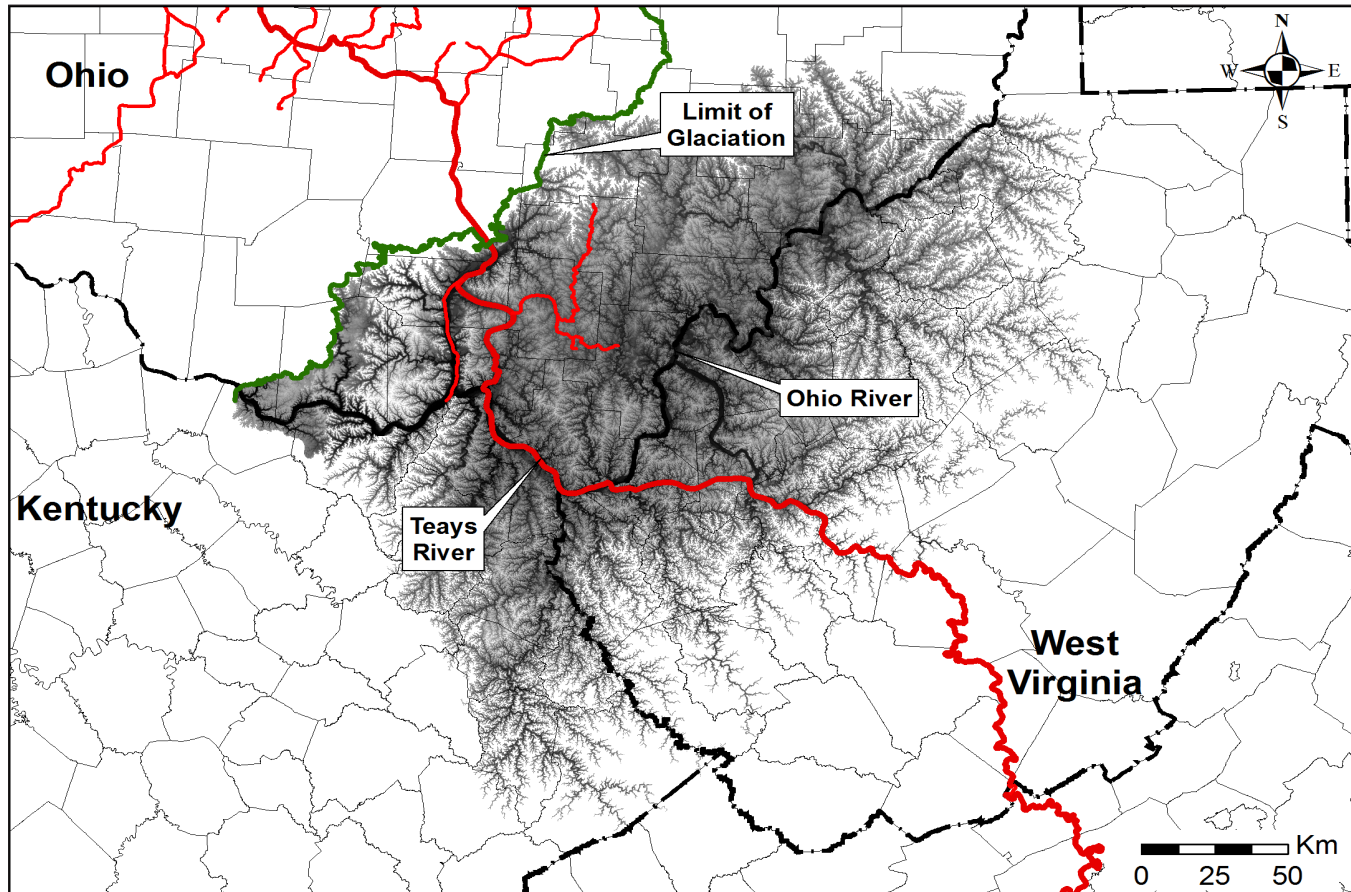 N
Ohio
W
E
S
Limit of
Glaciation
Ohio River
Kentucky
Teays
River
West
Virginia
Km
0 25 50